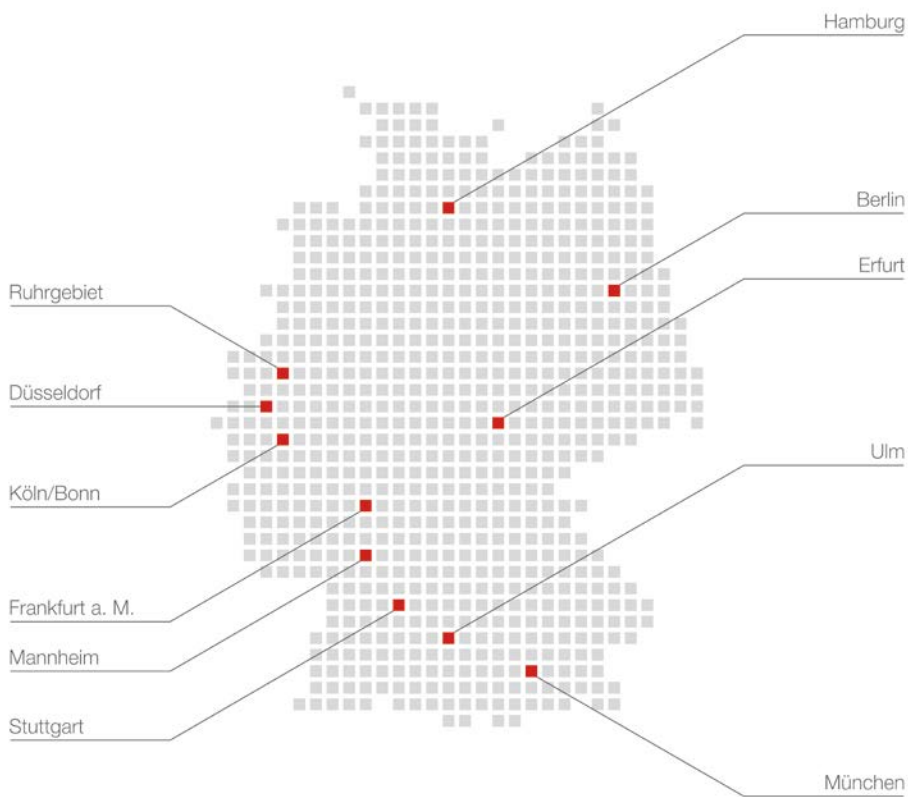 Hamburg
Berlin
Erfurt
Ruhrgebiet
Düsseldorf
Ulm
Köln/Bonn
Frankfurt a. M.
Mannheim
Stuttgart
München